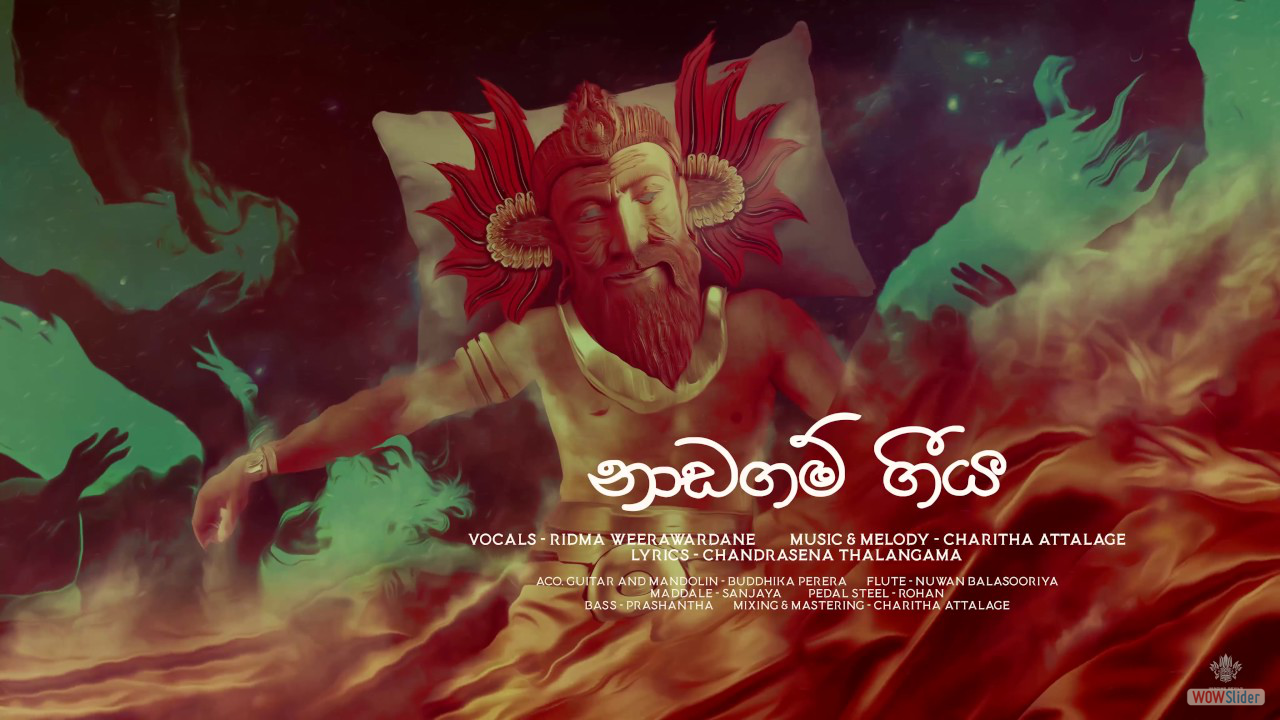 නාඩගම් ගීය
VOCALS - RIDMA WEERAWARDANE MUSIC & MELODY - CHARITHA ATTALAGE
LYRICS - CHANDRASENA THALANGAMA
ACO. GUITAR AND MANDOLIN - BUDDHIKA PERERA FLUTE - NUWAN BALASOORIYA
MADDALE - SANJAYA PEDAL STEEL - ROHAN
BASS - PRASHANTHA MIXING & MASTERING - CHARITHA ATTALAGE
WOWSlider